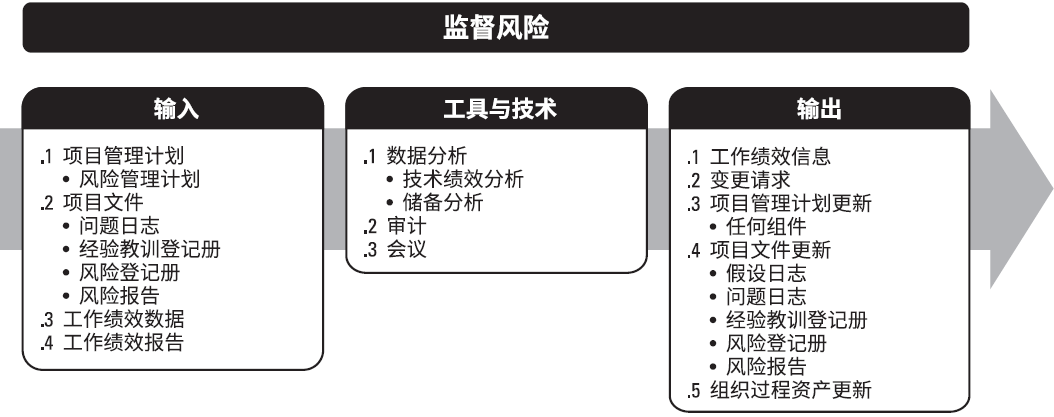 监督风险
输入
.1 项目管理计划
• 风险管理计划
.2 项目文件
• 问题日志
• 经验教训登记册
• 风险登记册
• 风险报告
.3 工作绩效数据
.4 工作绩效报告
工具与技术
.1 数据分析
• 技术绩效分析
• 储备分析
.2 审计
.3 会议
输出
.1 工作绩效信息
.2 变更请求
.3 项目管理计划更新
• 任何组件
.4 项目文件更新
• 假设日志
• 问题日志
• 经验教训登记册
• 风险登记册
• 风险报告
.5 组织过程资产更新